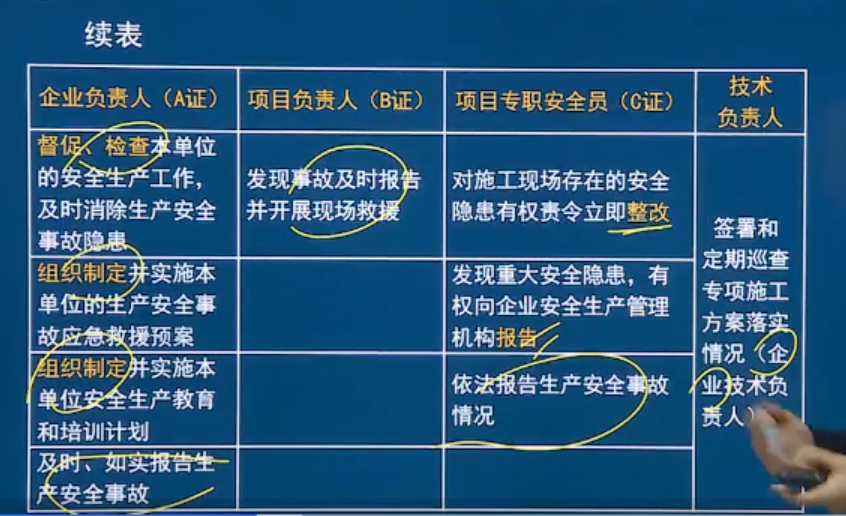 续表
企业负责人（A证）
项目负责人（B证）
项目专职安全员（C证）
技术
负责人
督促、检查本单位
的安全生产工作，
及时消除生产安全
事故隐患
发现事故及时报告
并开展现场救援
对施工现场存在的安全
隐患有权责令立即整改
签署和
定期巡查
专项施工
方案落实
情况（企
业技术负
责人）
组织制定并实施本
单位的生产安全事
故应急救援预案
发现重大安全隐患，有
权向企业安全生产管理
机构报告
组织制定并实施本
单位安全生产教育
和培训计划
依法报告生产安全事故
情况
及时、如实报告生
产安全事故